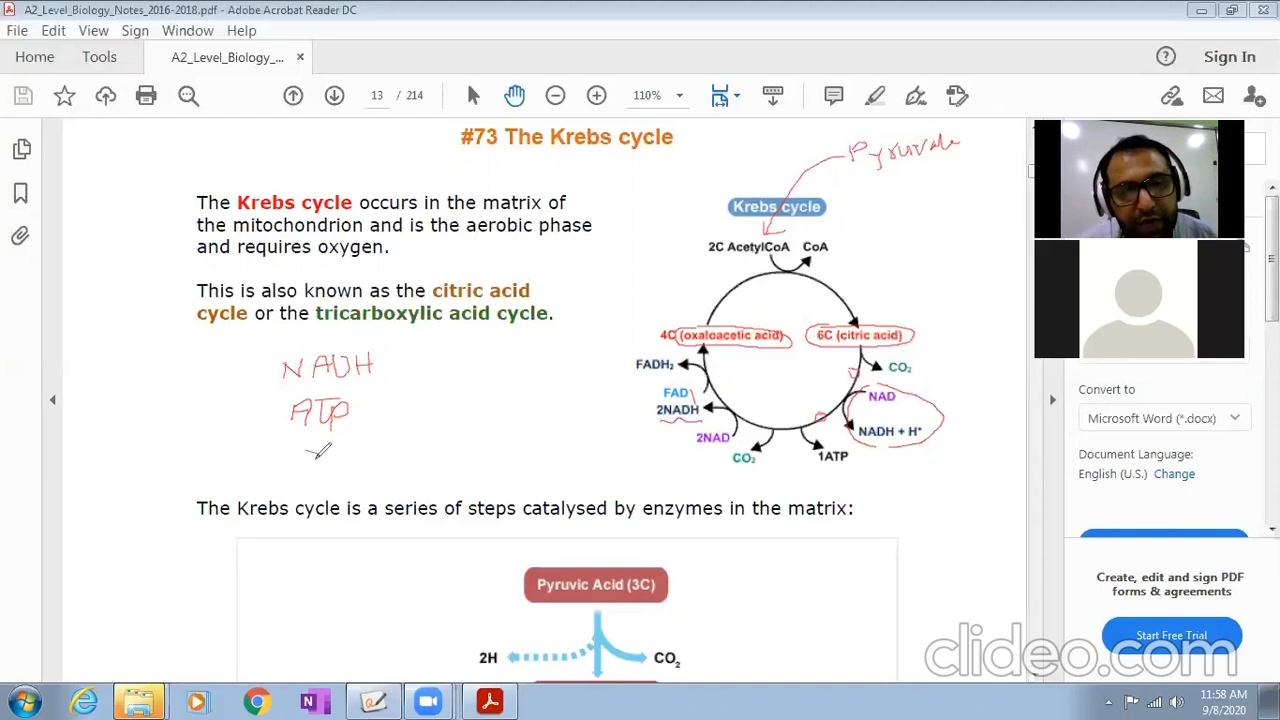 A2_Level_Biology_Notes_2016-2018.pdf - Adobe Acrobat Reader DC
File Edit View Sign Window Help
Home Tools A2_Level_Biology_... × Sign In
13 / 214 110%
#73 The Krebs cycle
Pyruvate
The Krebs cycle occurs in the matrix of
the mitochondrion and is the aerobic phase
and requires oxygen.
This is also known as the citric acid
cycle or the tricarboxylic acid cycle.
NADH
ATP
Krebs cycle
2C AcetylCoA CoA
4C (oxaloacetic acid) 6C (citric acid)
FADH₂ CO₂
FAD NAD
2NADH
NADH + H⁺
2NAD
CO₂ 1ATP
The Krebs cycle is a series of steps catalysed by enzymes in the matrix:
Pyruvic Acid (3C)
2H CO₂
Convert to
Microsoft Word (*.docx)
Document Language:
English (U.S.) Change
Create, edit and sign PDF
forms & agreements
Start Free Trial
clideo.com
11:58 AM
9/8/2020